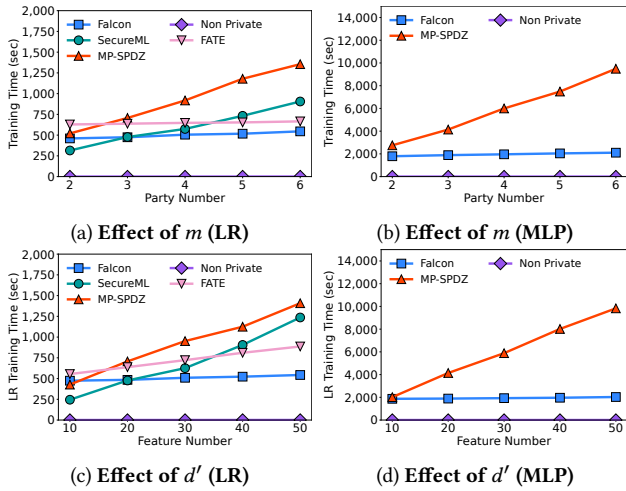 2,000
1,750
1,500
1,250
1,000
750
500
250
0
Training Time (sec)
Falcon
SecureML
MP-SPDZ
Non Private
FATE
2 3 4 5 6
Party Number
(a) Effect of m (LR)
14,000
12,000
10,000
8,000
6,000
4,000
2,000
0
Training Time (sec)
Falcon
MP-SPDZ
Non Private
2 3 4 5 6
Party Number
(b) Effect of m (MLP)
2,000
1,750
1,500
1,250
1,000
750
500
250
0
LR Training Time (sec)
Falcon
SecureML
MP-SPDZ
Non Private
FATE
10 20 30 40 50
Feature Number
(c) Effect of d′ (LR)
14,000
12,000
10,000
8,000
6,000
4,000
2,000
0
LR Training Time (sec)
Falcon
MP-SPDZ
Non Private
10 20 30 40 50
Feature Number
(d) Effect of d′ (MLP)